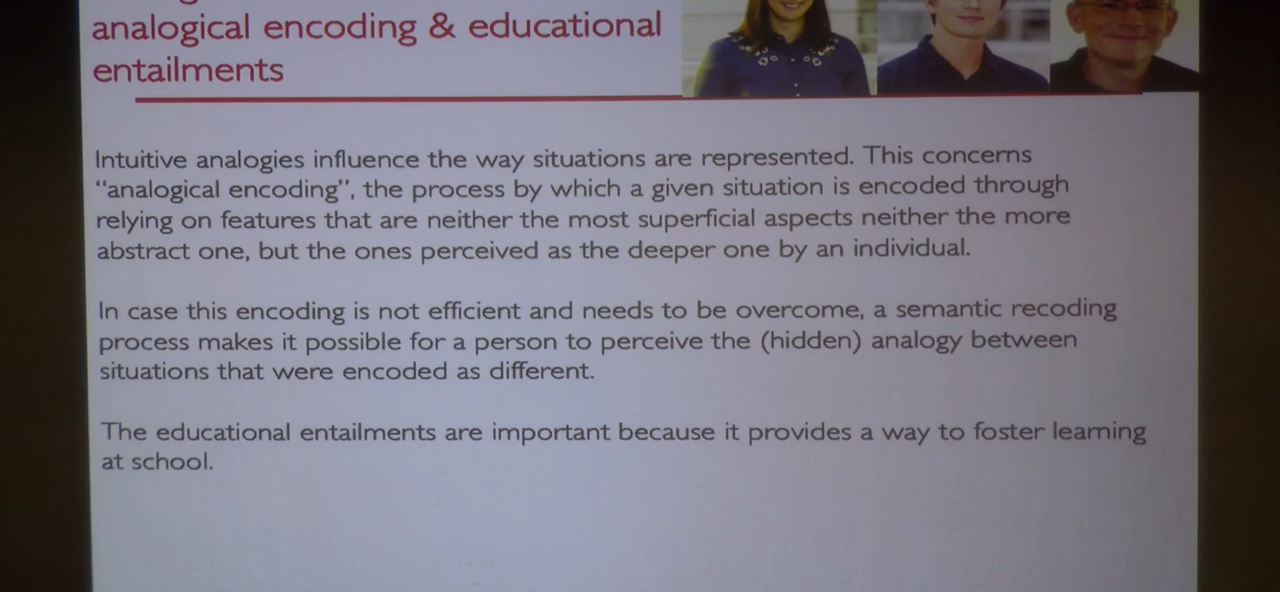 analogical encoding & educational
entailments
Intuitive analogies influence the way situations are represented. This concerns
“analogical encoding”, the process by which a given situation is encoded through
relying on features that are neither the most superficial aspects neither the more
abstract one, but the ones perceived as the deeper one by an individual.
In case this encoding is not efficient and needs to be overcome, a semantic recoding
process makes it possible for a person to perceive the (hidden) analogy between
situations that were encoded as different.
The educational entailments are important because it provides a way to foster learning
at school.